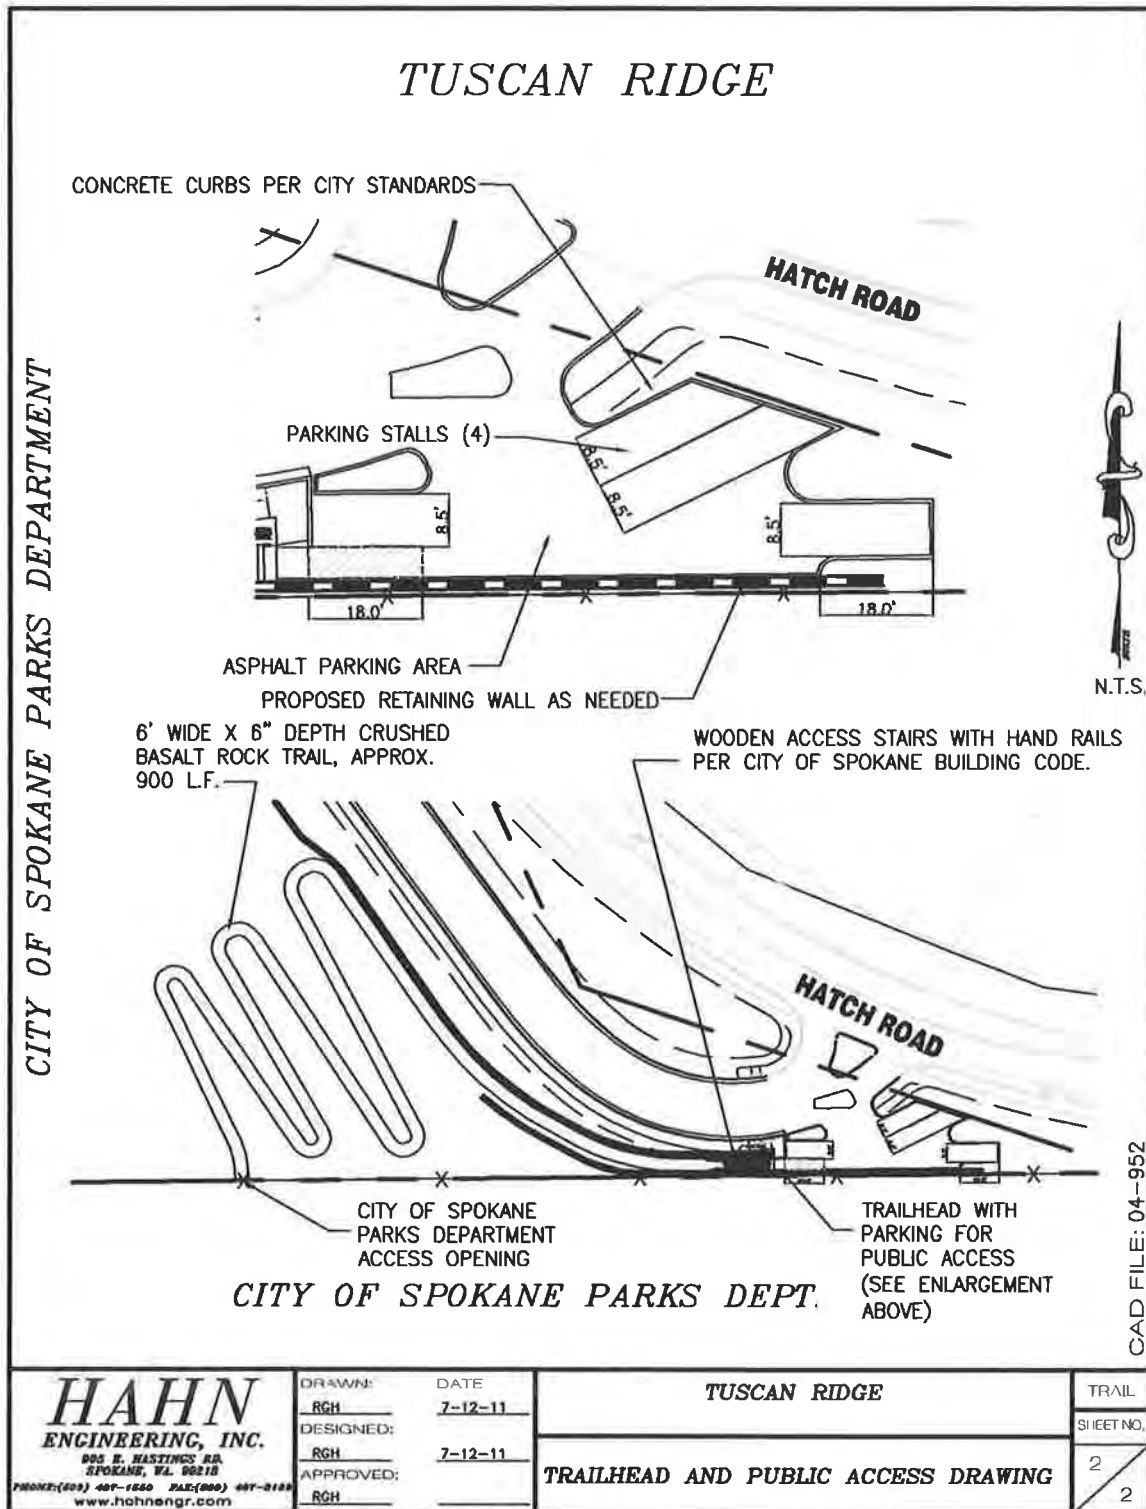 TUSCAN RIDGE
CONCRETE CURBS PER CITY STANDARDS
HATCH ROAD
PARKING STALLS (4)
8.5'
8.5'
8.5'
8.5'
18.0'
18.0'
ASPHALT PARKING AREA
PROPOSED RETAINING WALL AS NEEDED
N.T.S.
CITY OF SPOKANE PARKS DEPARTMENT
6' WIDE X 6" DEPTH CRUSHED
BASALT ROCK TRAIL, APPROX.
900 L.F.
WOODEN ACCESS STAIRS WITH HAND RAILS
PER CITY OF SPOKANE BUILDING CODE.
HATCH ROAD
CITY OF SPOKANE
PARKS DEPARTMENT
ACCESS OPENING
TRAILHEAD WITH
PARKING FOR
PUBLIC ACCESS
(SEE ENLARGEMENT
ABOVE)
CITY OF SPOKANE PARKS DEPT.
CAD FILE: 04-952
HAHN
ENGINEERING, INC.
905 E. HASTINGS RD.
SPOKANE, WA. 99218
www.hahnengr.com
DRAWN: DATE
RGH 7-12-11
DESIGNED:
RGH 7-12-11
APPROVED:
RGH
TUSCAN RIDGE
TRAILHEAD AND PUBLIC ACCESS DRAWING
TRAIL
SHEET NO.
2
2